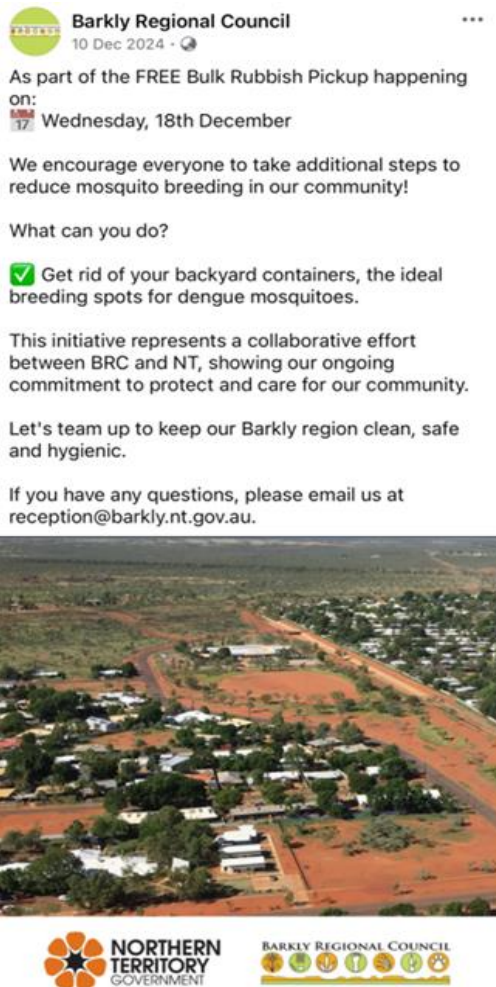 Barkly Regional Council
10 Dec 2024 ·
As part of the FREE Bulk Rubbish Pickup happening
on:
17 Wednesday, 18th December
We encourage everyone to take additional steps to
reduce mosquito breeding in our community!
What can you do?
✅ Get rid of your backyard containers, the ideal
breeding spots for dengue mosquitoes.
This initiative represents a collaborative effort
between BRC and NT, showing our ongoing
commitment to protect and care for our community.
Let's team up to keep our Barkly region clean, safe
and hygienic.
If you have any questions, please email us at
reception@barkly.nt.gov.au.
NORTHERN
TERRITORY
GOVERNMENT
BARKLY REGIONAL COUNCIL